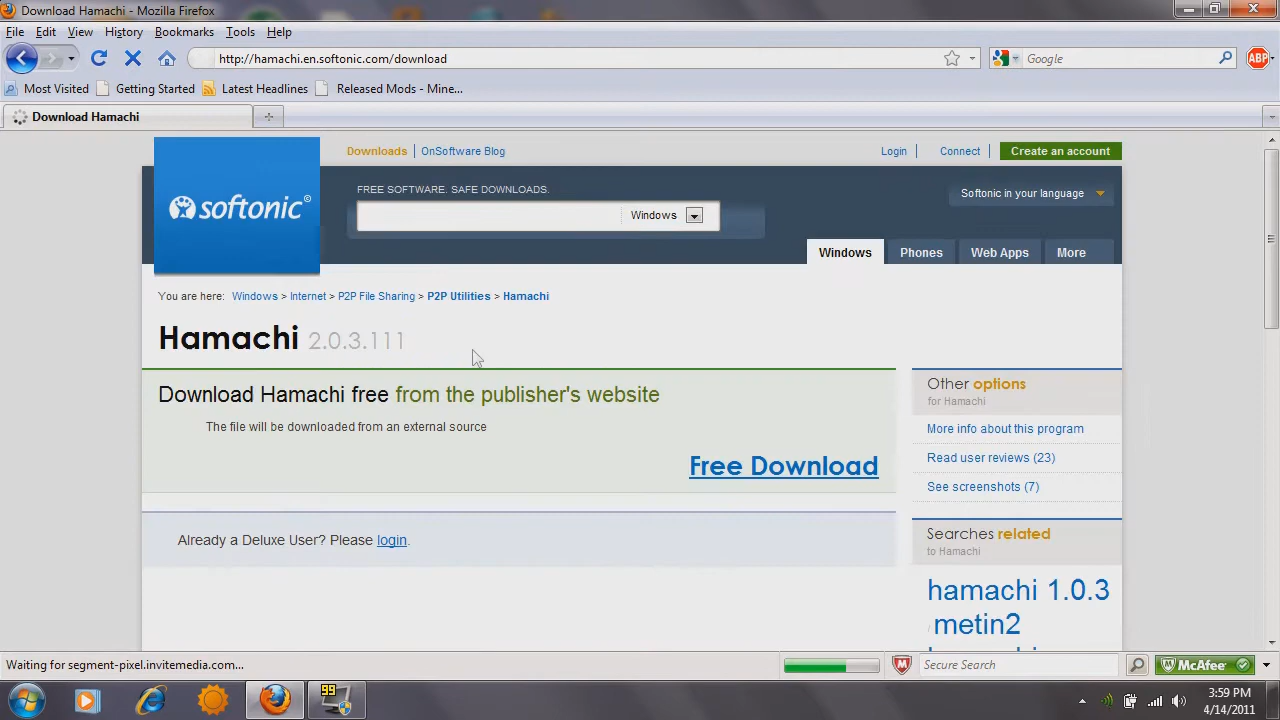 Download Hamachi - Mozilla Firefox
File Edit View History Bookmarks Tools Help
http://hamachi.en.softonic.com/download
Google
ABP
Most Visited Getting Started Latest Headlines Released Mods - Mine...
Download Hamachi
Downloads OnSoftware Blog Login Connect Create an account
softonic©
FREE SOFTWARE. SAFE DOWNLOADS.
Windows
Softonic in your language
Windows Phones Web Apps More
You are here: Windows > Internet > P2P File Sharing > P2P Utilities > Hamachi
Hamachi 2.0.3.111
Download Hamachi free from the publisher's website
The file will be downloaded from an external source
Free Download
Already a Deluxe User? Please login.
Other options
for Hamachi
More info about this program
Read user reviews (23)
See screenshots (7)
Searches related
to Hamachi
hamachi 1.0.3
metin2
Waiting for segment-pixel.invitemedia.com...
Secure Search
McAfee
99
3:59 PM
4/14/2011